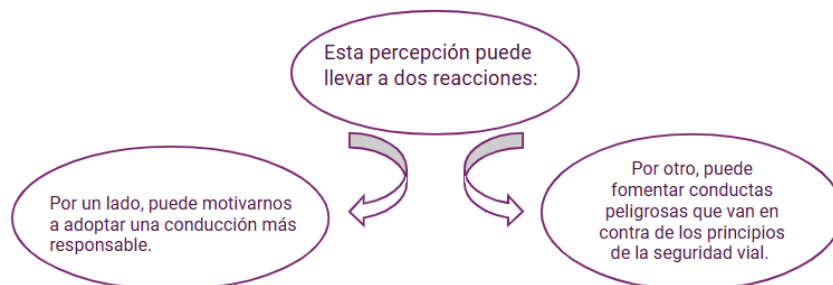 Esta percepción puede
llevar a dos reacciones:
Por un lado, puede motivarnos
a adoptar una conducción más
responsable.
Por otro, puede
fomentar conductas
peligrosas que van en
contra de los principios
de la seguridad vial.